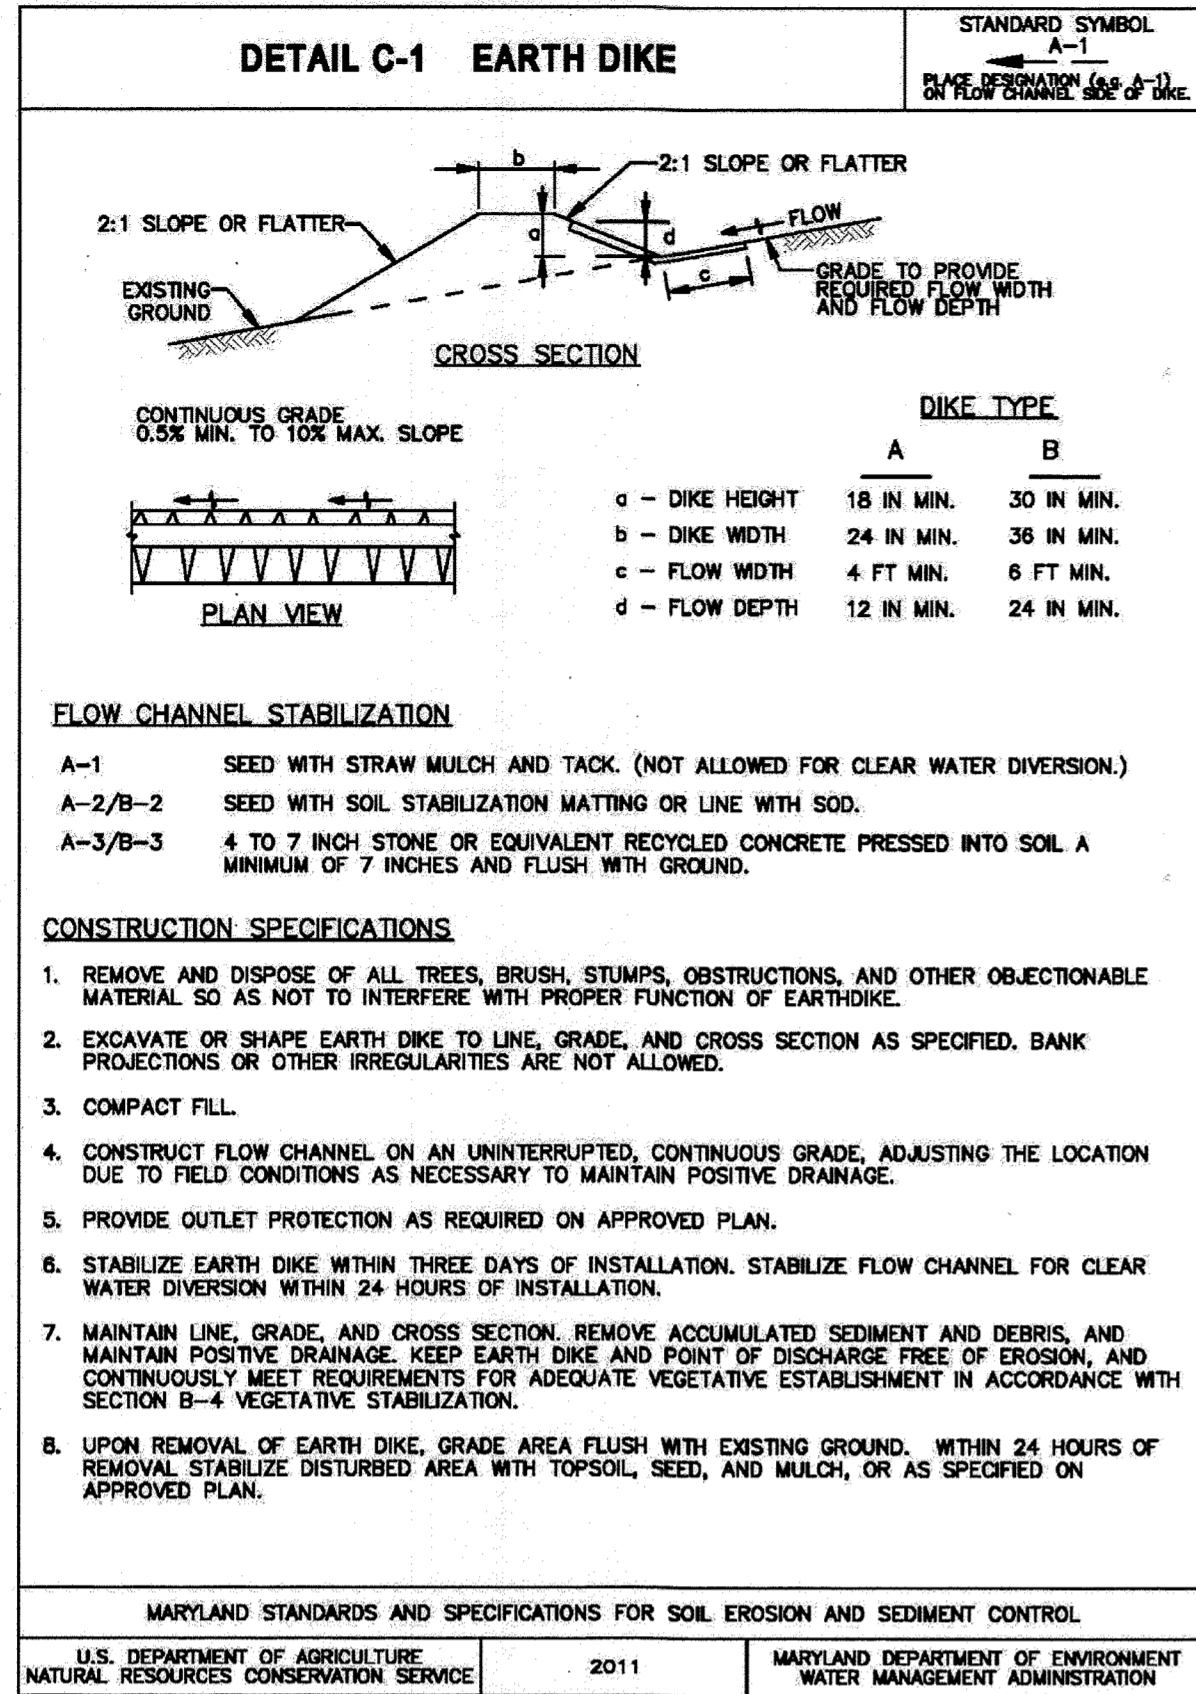 DETAIL C-1 EARTH DIKE
STANDARD SYMBOL
A-1
PLACE DESIGNATION (e.g. A-1)
ON FLOW CHANNEL SIDE OF DIKE.
b
2:1 SLOPE OR FLATTER
2:1 SLOPE OR FLATTER
a
d
FLOW
c
GRADE TO PROVIDE
REQUIRED FLOW WIDTH
AND FLOW DEPTH
EXISTING
GROUND
CROSS SECTION
CONTINUOUS GRADE
0.5% MIN. TO 10% MAX. SLOPE
PLAN VIEW
DIKE TYPE
A B
a - DIKE HEIGHT 18 IN MIN. 30 IN MIN.
b - DIKE WIDTH 24 IN MIN. 36 IN MIN.
c - FLOW WIDTH 4 FT MIN. 6 FT MIN.
d - FLOW DEPTH 12 IN MIN. 24 IN MIN.
FLOW CHANNEL STABILIZATION
A-1 SEED WITH STRAW MULCH AND TACK. (NOT ALLOWED FOR CLEAR WATER DIVERSION.)
A-2/B-2 SEED WITH SOIL STABILIZATION MATTING OR LINE WITH SOD.
A-3/B-3 4 TO 7 INCH STONE OR EQUIVALENT RECYCLED CONCRETE PRESSED INTO SOIL A
MINIMUM OF 7 INCHES AND FLUSH WITH GROUND.
CONSTRUCTION SPECIFICATIONS
1. REMOVE AND DISPOSE OF ALL TREES, BRUSH, STUMPS, OBSTRUCTIONS, AND OTHER OBJECTIONABLE
MATERIAL SO AS NOT TO INTERFERE WITH PROPER FUNCTION OF EARTHDIKE.
2. EXCAVATE OR SHAPE EARTH DIKE TO LINE, GRADE, AND CROSS SECTION AS SPECIFIED. BANK
PROJECTIONS OR OTHER IRREGULARITIES ARE NOT ALLOWED.
3. COMPACT FILL.
4. CONSTRUCT FLOW CHANNEL ON AN UNINTERRUPTED, CONTINUOUS GRADE, ADJUSTING THE LOCATION
DUE TO FIELD CONDITIONS AS NECESSARY TO MAINTAIN POSITIVE DRAINAGE.
5. PROVIDE OUTLET PROTECTION AS REQUIRED ON APPROVED PLAN.
6. STABILIZE EARTH DIKE WITHIN THREE DAYS OF INSTALLATION. STABILIZE FLOW CHANNEL FOR CLEAR
WATER DIVERSION WITHIN 24 HOURS OF INSTALLATION.
7. MAINTAIN LINE, GRADE, AND CROSS SECTION. REMOVE ACCUMULATED SEDIMENT AND DEBRIS, AND
MAINTAIN POSITIVE DRAINAGE. KEEP EARTH DIKE AND POINT OF DISCHARGE FREE OF EROSION, AND
CONTINUOUSLY MEET REQUIREMENTS FOR ADEQUATE VEGETATIVE ESTABLISHMENT IN ACCORDANCE WITH
SECTION B-4 VEGETATIVE STABILIZATION.
8. UPON REMOVAL OF EARTH DIKE, GRADE AREA FLUSH WITH EXISTING GROUND. WITHIN 24 HOURS OF
REMOVAL STABILIZE DISTURBED AREA WITH TOPSOIL, SEED, AND MULCH, OR AS SPECIFIED ON
APPROVED PLAN.
MARYLAND STANDARDS AND SPECIFICATIONS FOR SOIL EROSION AND SEDIMENT CONTROL
U.S. DEPARTMENT OF AGRICULTURE
NATURAL RESOURCES CONSERVATION SERVICE
2011
MARYLAND DEPARTMENT OF ENVIRONMENT
WATER MANAGEMENT ADMINISTRATION